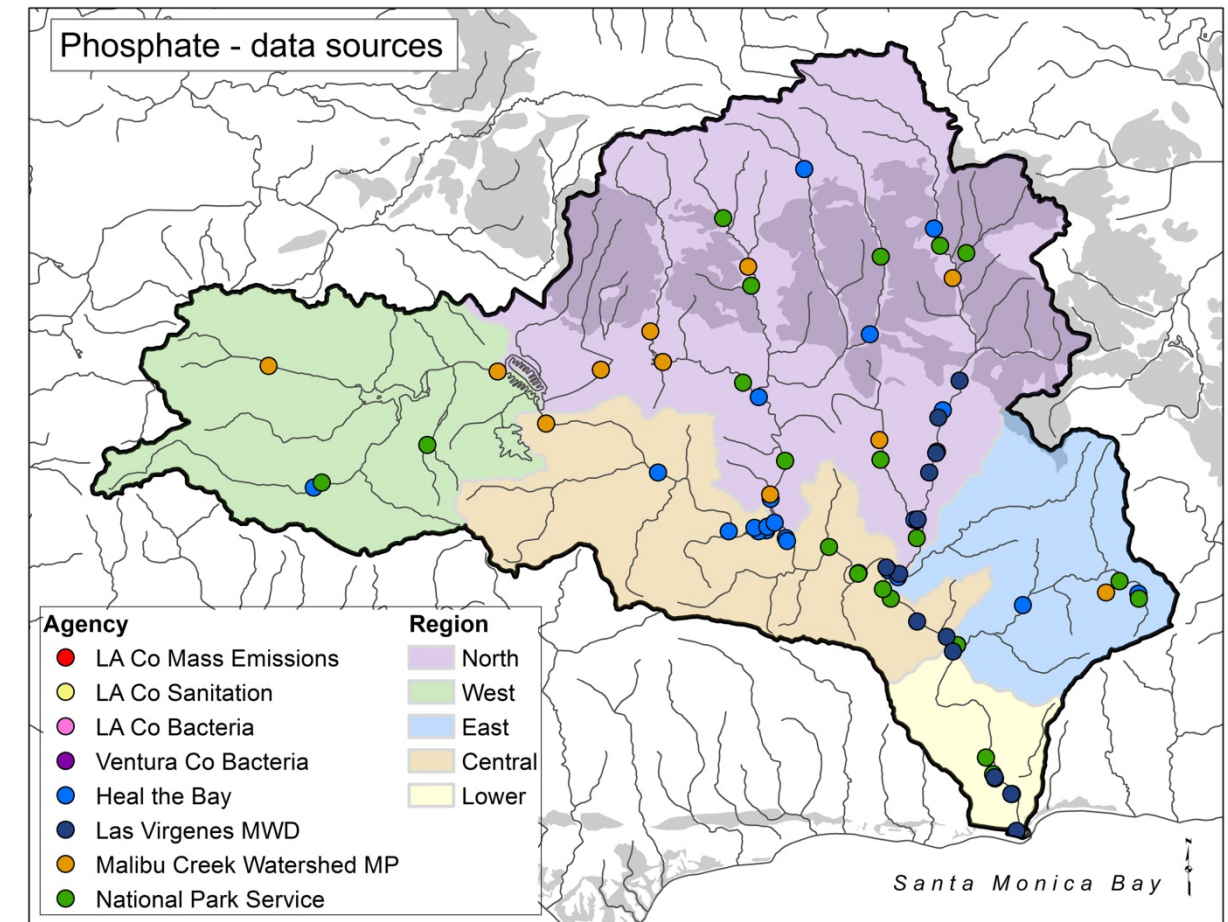 Phosphate - data sources
Agency
LA Co Mass Emissions
LA Co Sanitation
LA Co Bacteria
Ventura Co Bacteria
Heal the Bay
Las Virgenes MWD
Malibu Creek Watershed MP
National Park Service
Region
North
West
East
Central
Lower
Santa Monica Bay
N